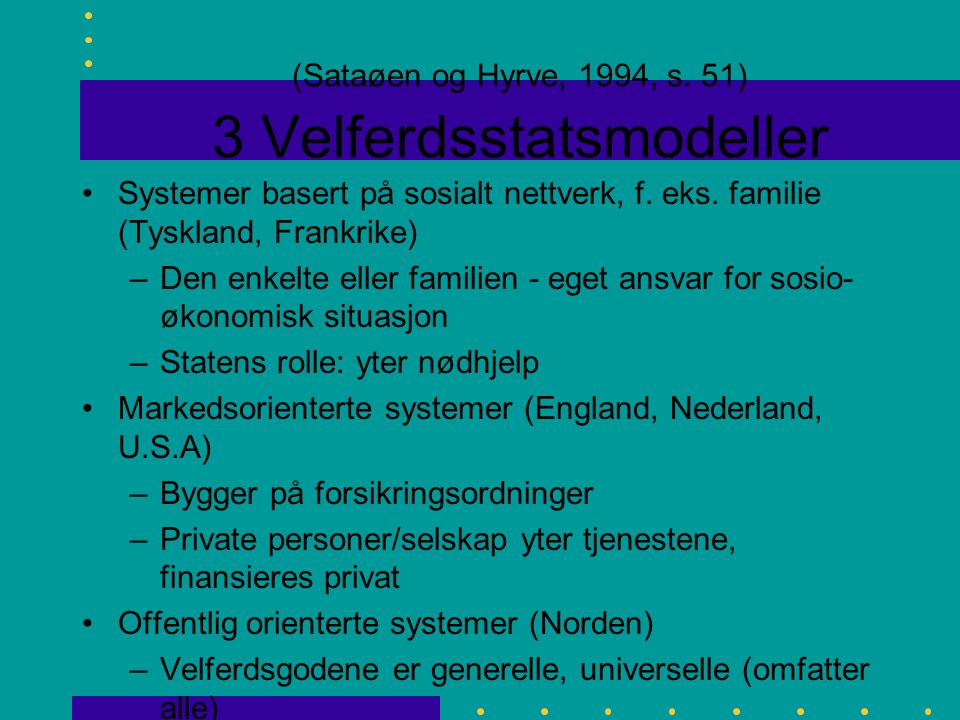 (Sataøen og Hyrve, 1994, s. 51)
3 Velferdsstatsmodeller
• Systemer basert på sosialt nettverk, f. eks. familie
(Tyskland, Frankrike)
– Den enkelte eller familien - eget ansvar for sosio-
økonomisk situasjon
– Statens rolle: yter nødhjelp
• Markedsorienterte systemer (England, Nederland,
U.S.A)
– Bygger på forsikringsordninger
– Private personer/selskap yter tjenestene,
finansieres privat
• Offentlig orienterte systemer (Norden)
– Velferdsgodene er generelle, universelle (omfatter
alle)